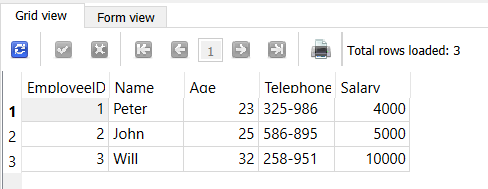 Grid view Form view
1 Total rows loaded: 3
EmployeeID Name Age Telephone Salary
1 1 Peter 23 325-986 4000
2 2 John 25 586-895 5000
3 3 Will 32 258-951 10000